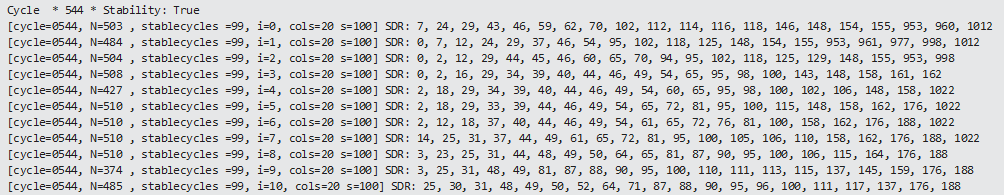 Cycle  * 544 * Stability: True
[cycle=0544, N=503 , stablecycles =99, i=0, cols=20 s=100] SDR: 7, 24, 29, 43, 46, 59, 62, 70, 102, 112, 114, 116, 118, 146, 148, 154, 155, 953, 960, 1012
[cycle=0544, N=484 , stablecycles =99, i=1, cols=20 s=100] SDR: 0, 7, 12, 24, 29, 37, 46, 54, 95, 102, 118, 125, 148, 154, 155, 953, 961, 977, 998, 1012
[cycle=0544, N=504 , stablecycles =99, i=2, cols=20 s=100] SDR: 0, 2, 12, 29, 44, 45, 46, 60, 65, 70, 94, 95, 102, 118, 125, 129, 148, 155, 953, 998
[cycle=0544, N=508 , stablecycles =99, i=3, cols=20 s=100] SDR: 0, 2, 16, 29, 34, 39, 40, 44, 46, 49, 54, 65, 95, 98, 100, 143, 148, 158, 161, 162
[cycle=0544, N=427 , stablecycles =99, i=4, cols=20 s=100] SDR: 2, 18, 29, 34, 39, 40, 44, 46, 49, 54, 60, 65, 95, 98, 100, 102, 106, 148, 158, 1022
[cycle=0544, N=510 , stablecycles =99, i=5, cols=20 s=100] SDR: 2, 18, 29, 33, 39, 44, 46, 49, 54, 65, 72, 81, 95, 100, 115, 148, 158, 162, 176, 1022
[cycle=0544, N=510 , stablecycles =99, i=6, cols=20 s=100] SDR: 2, 12, 18, 37, 40, 44, 46, 49, 54, 61, 65, 72, 76, 81, 100, 158, 162, 176, 188, 1022
[cycle=0544, N=510 , stablecycles =99, i=7, cols=20 s=100] SDR: 14, 25, 31, 37, 44, 49, 61, 65, 72, 81, 95, 100, 105, 106, 110, 158, 162, 176, 188, 1022
[cycle=0544, N=510 , stablecycles =99, i=8, cols=20 s=100] SDR: 3, 23, 25, 31, 44, 48, 49, 50, 64, 65, 81, 87, 90, 95, 100, 106, 115, 164, 176, 188
[cycle=0544, N=374 , stablecycles =99, i=9, cols=20 s=100] SDR: 3, 25, 31, 48, 49, 81, 87, 88, 90, 95, 100, 110, 111, 113, 115, 137, 145, 159, 176, 188
[cycle=0544, N=485 , stablecycles =99, i=10, cols=20 s=100] SDR: 25, 30, 31, 48, 49, 50, 52, 64, 71, 87, 88, 90, 95, 96, 100, 111, 117, 137, 176, 188